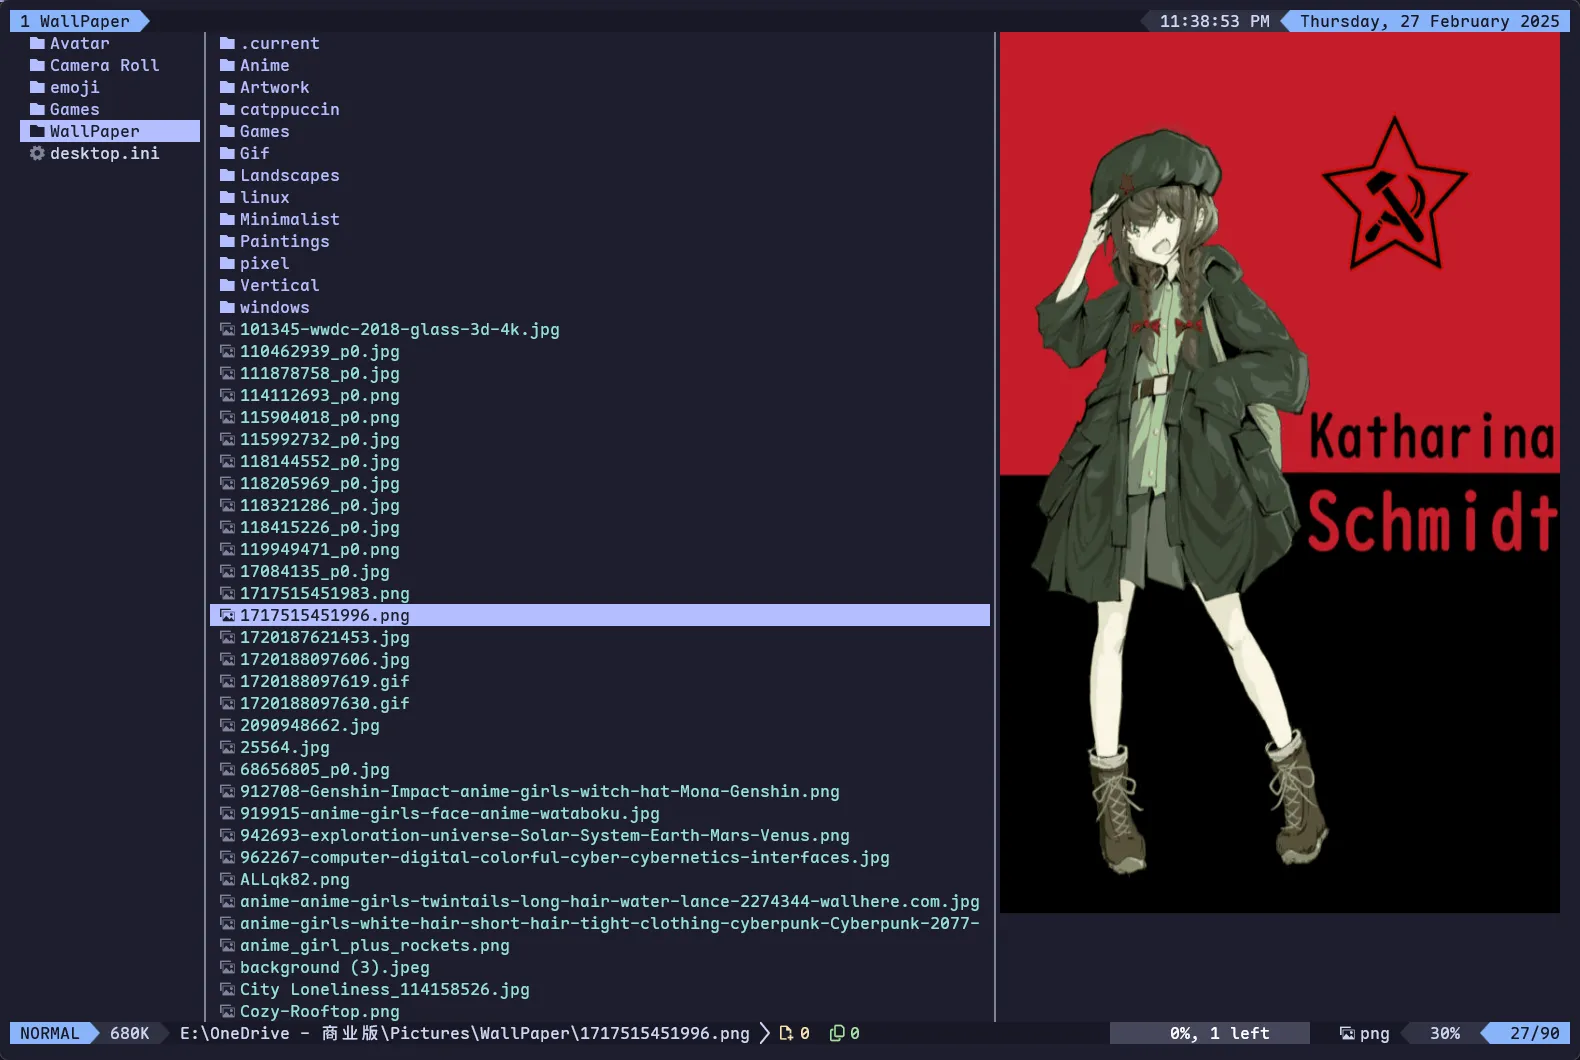 1 WallPaper
11:38:53 PM
Thursday, 27 February 2025
Avatar
Camera Roll
emoji
Games
WallPaper
desktop.ini
.current
Anime
Artwork
catppuccin
Games
Gif
Landscapes
linux
Minimalist
Paintings
pixel
Vertical
windows
101345-wwdc-2018-glass-3d-4k.jpg
110462939_p0.jpg
111878758_p0.jpg
114112693_p0.png
115904018_p0.png
115992732_p0.jpg
118144552_p0.jpg
118205969_p0.jpg
118321286_p0.jpg
118415226_p0.jpg
119949471_p0.png
17084135_p0.jpg
1717515451983.png
1717515451996.png
1720187621453.jpg
1720188097606.jpg
1720188097619.gif
1720188097630.gif
2090948662.jpg
25564.jpg
68656805_p0.jpg
912708-Genshin-Impact-anime-girls-witch-hat-Mona-Genshin.png
919915-anime-girls-face-anime-wataboku.jpg
942693-exploration-universe-Solar-System-Earth-Mars-Venus.png
962267-computer-digital-colorful-cyber-cybernetics-interfaces.jpg
ALLqk82.png
anime-anime-girls-twintails-long-hair-water-lance-2274344-wallhere.com.jpg
anime-girls-white-hair-short-hair-tight-clothing-cyberpunk-Cyberpunk-2077-
anime_girl_plus_rockets.png
background (3).jpeg
City Loneliness_114158526.jpg
Cozy-Rooftop.png
Katharina
Schmidt
NORMAL 680K E:\OneDrive - 商业版\Pictures\WallPaper\1717515451996.png 0 0
0%, 1 left
png 30% 27/90